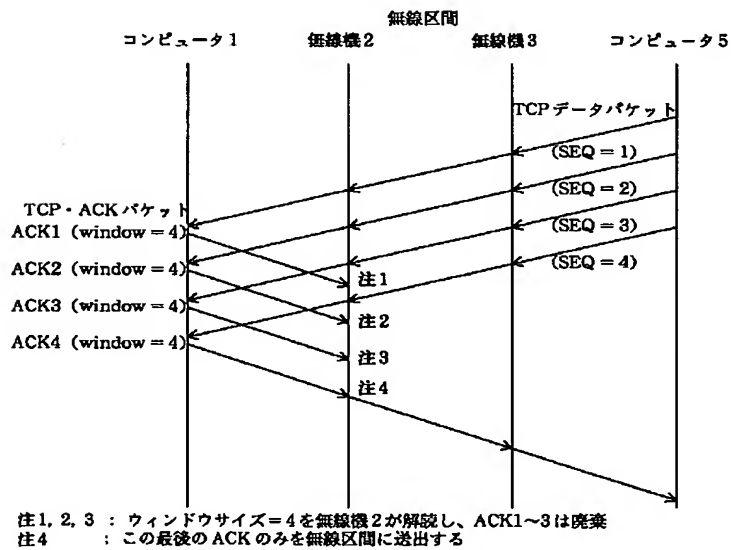 無線区間
コンピュータ1 無線機2 無線機3 コンピュータ5
TCPデータパケット
(SEQ=1)
(SEQ=2)
TCP・ACKパケット
(SEQ=3)
ACK1 (window=4)
(SEQ=4)
ACK2 (window=4)
注1
ACK3 (window=4)
注2
ACK4 (window=4)
注3
注4
注1, 2, 3 : ウィンドウサイズ=4を無線機2が解読し、ACK1~3は廃棄
注4 : この最後のACKのみを無線区間に送出する